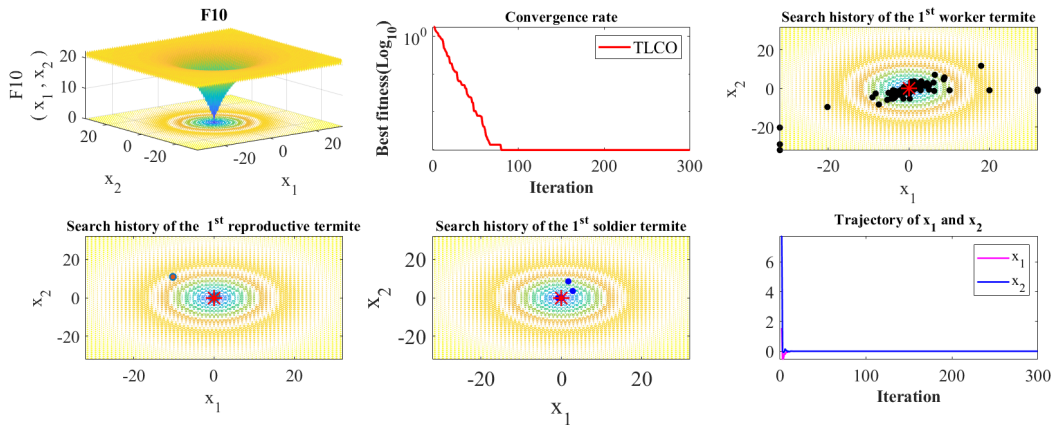 F10
F10
( x1 , x2 )
20
10
0
20
0
-20
-20
0
20
x2
x1
Convergence rate
Best fitness(Log10)
10^0
TLCO
0
100
200
300
Iteration
Search history of the 1st worker termite
x2
20
0
-20
-20
0
20
x1
Search history of the 1st reproductive termite
x2
20
0
-20
-20
0
20
x1
Search history of the 1st soldier termite
x2
20
0
-20
-20
0
20
x1
Trajectory of x1 and x2
6
4
2
0
x1
x2
0
100
200
300
Iteration